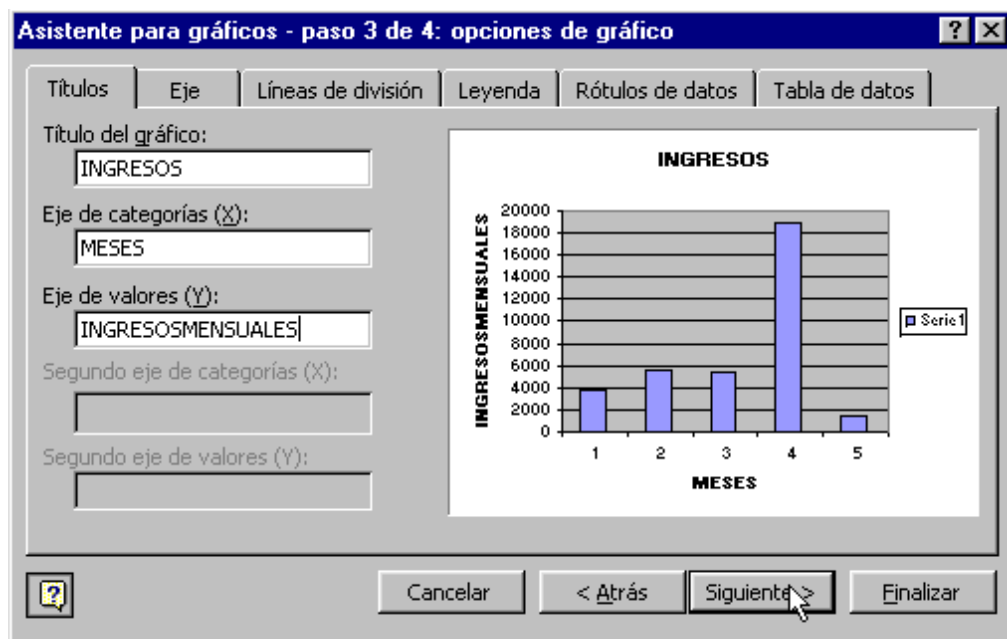 Asistente para gráficos - paso 3 de 4: opciones de gráfico
Títulos Eje Líneas de división Leyenda Rótulos de datos Tabla de datos
Título del gráfico:
INGRESOS
Eje de categorías (X):
MESES
Eje de valores (Y):
INGRESOSMENSUALES
Segundo eje de categorías (X):
Segundo eje de valores (Y):
INGRESOS
INGRESOSMENSUALES
20000
18000
16000
14000
12000
10000
8000
6000
4000
2000
0
1 2 3 4 5
MESES
Serie1
Cancelar < Atrás Siguiente > Finalizar